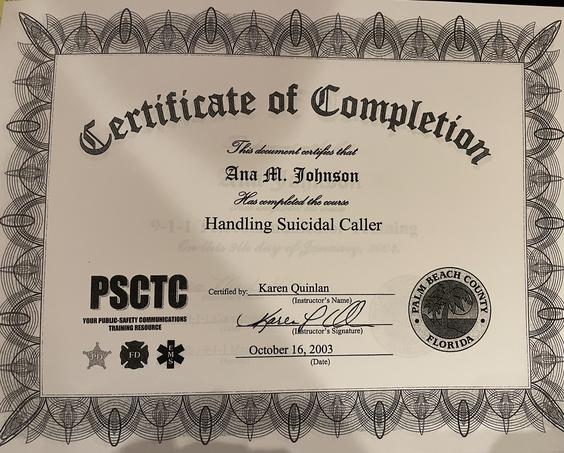 Certificate of Completion
This document certifies that
Ana M. Johnson
Has completed the course
Handling Suicidal Caller
PSCTC
YOUR PUBLIC-SAFETY COMMUNICATIONS
TRAINING RESOURCE
FD
EMS
Certified by: Karen Quinlan
(Instructor's Name)
(Instructor's Signature)
October 16, 2003
(Date)
PALM BEACH COUNTY
FLORIDA